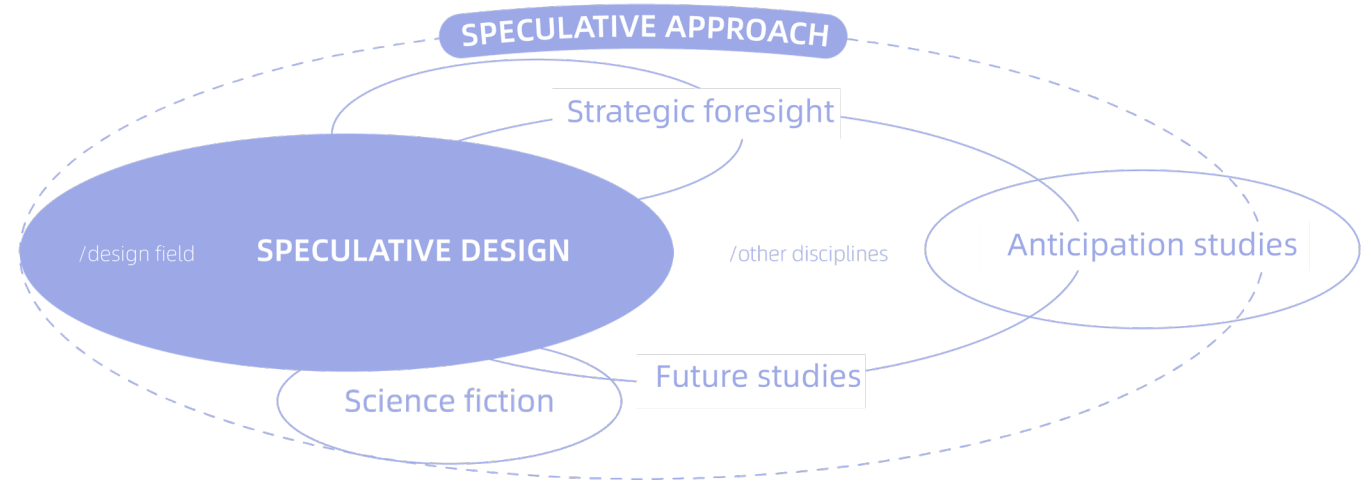 SPECULATIVE APPROACH
Strategic foresight
/design field
SPECULATIVE DESIGN
/other disciplines
Anticipation studies
Future studies
Science fiction